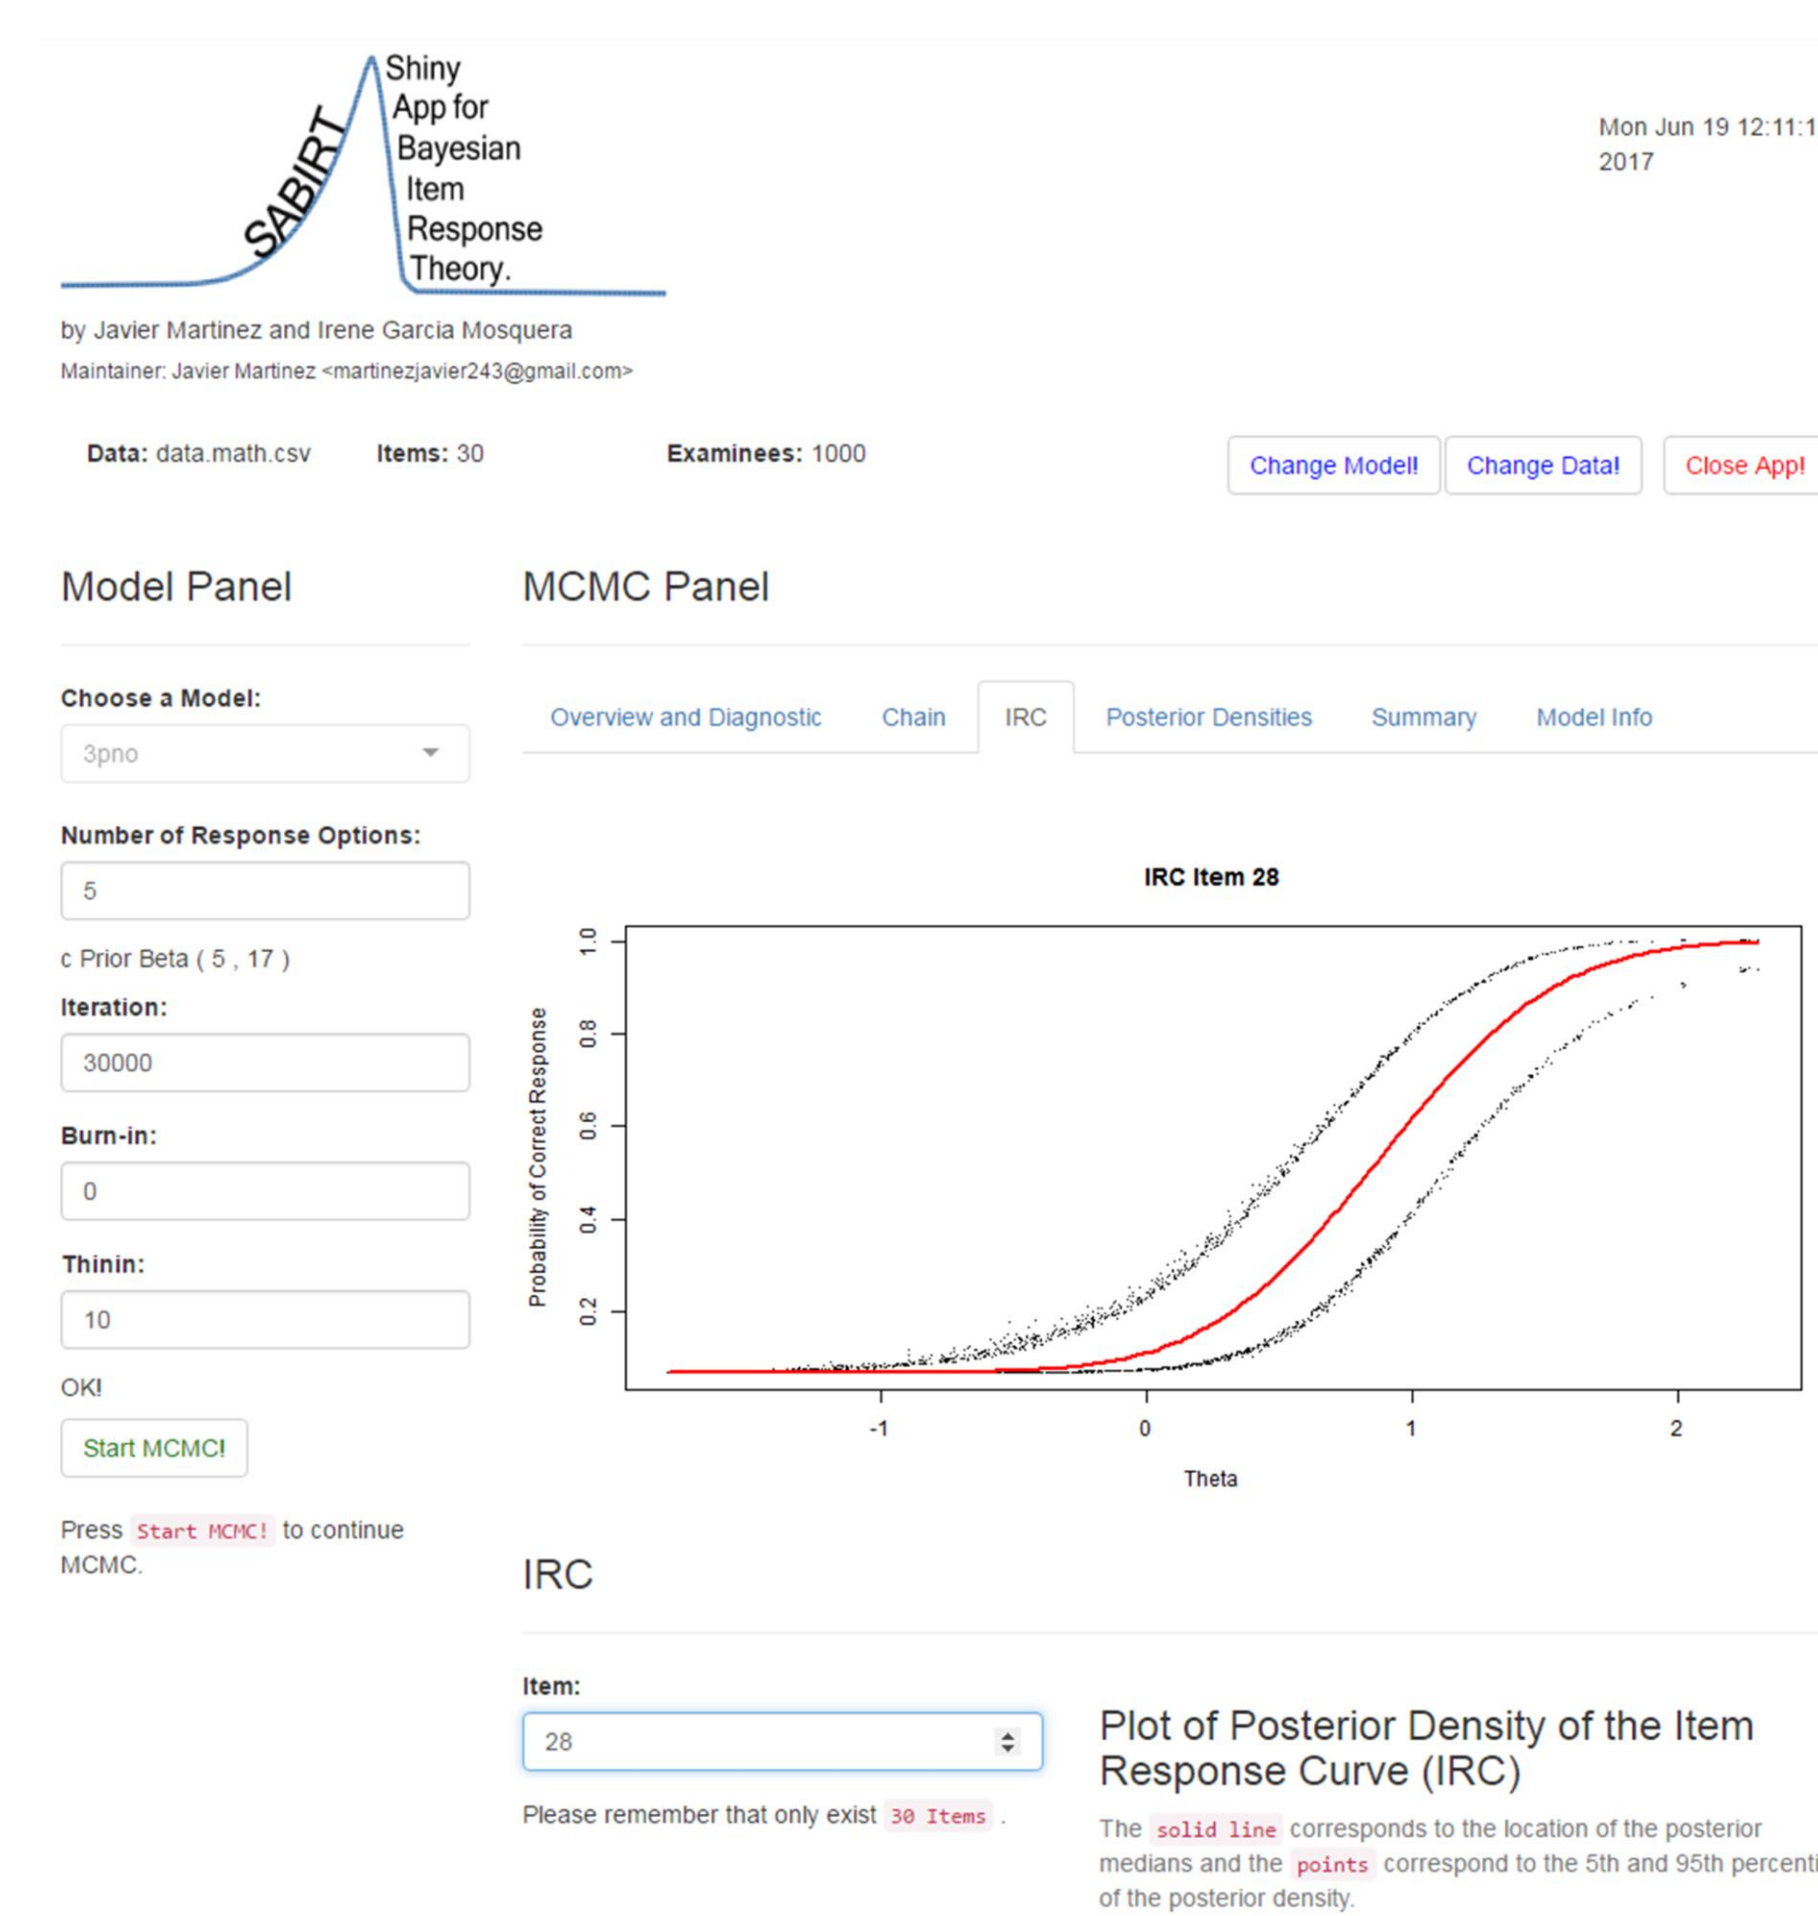 SABIRT
Shiny
App for
Bayesian
Item
Response
Theory.
Mon Jun 19 12:11:1
2017
by Javier Martinez and Irene Garcia Mosquera
Maintainer: Javier Martinez <martinezjavier243@gmail.com>
Data: data.math.csv Items: 30 Examinees: 1000 Change Model! Change Data! Close App!
Model Panel
MCMC Panel
Choose a Model:
3pno
Number of Response Options:
5
c Prior Beta ( 5 , 17 )
Iteration:
30000
Burn-in:
0
Thinin:
10
OK!
Start MCMC!
Press Start MCMC! to continue
MCMC.
Overview and Diagnostic Chain IRC Posterior Densities Summary Model Info
IRC Item 28
Probability of Correct Response
1.0
0.8
0.6
0.4
0.2
-1 0 1 2
Theta
IRC
Item:
28
Please remember that only exist 30 Items .
Plot of Posterior Density of the Item
Response Curve (IRC)
The solid line corresponds to the location of the posterior
medians and the points correspond to the 5th and 95th percenti
of the posterior density.